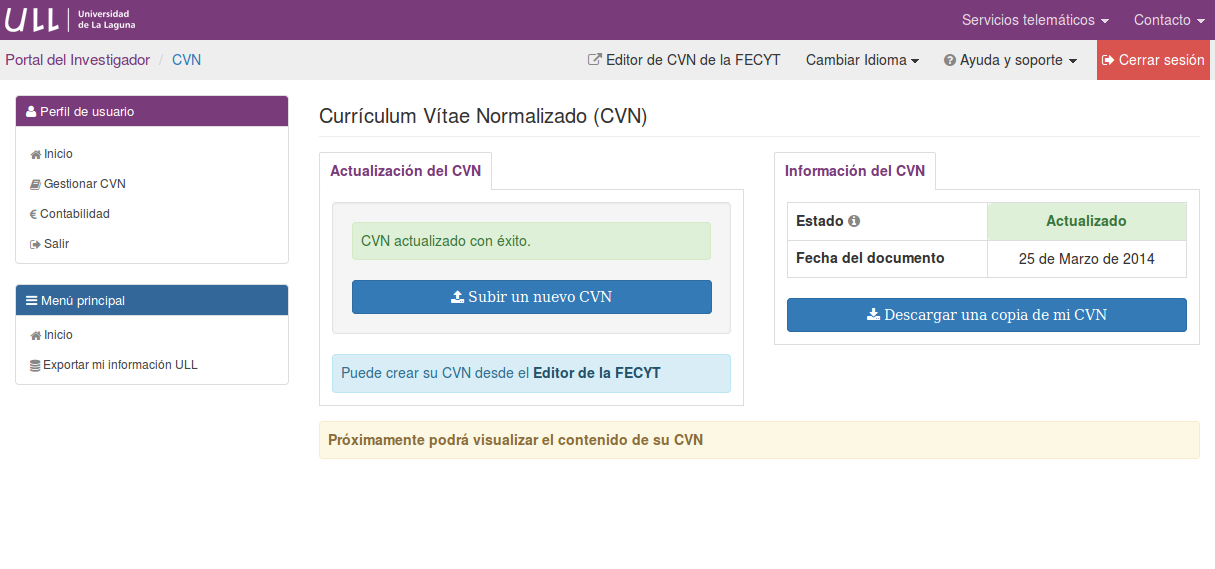 ULL
Universidad
de La Laguna
Servicios telemáticos
Contacto
Portal del Investigador / CVN
Editor de CVN de la FECYT
Cambiar Idioma
Ayuda y soporte
Cerrar sesión
Perfil de usuario
Inicio
Gestionar CVN
€ Contabilidad
Salir
Menú principal
Inicio
Exportar mi información ULL
Currículum Vítae Normalizado (CVN)
Actualización del CVN
CVN actualizado con éxito.
Subir un nuevo CVN
Puede crear su CVN desde el Editor de la FECYT
Información del CVN
Estado
Actualizado
Fecha del documento
25 de Marzo de 2014
Descargar una copia de mi CVN
Próximamente podrá visualizar el contenido de su CVN